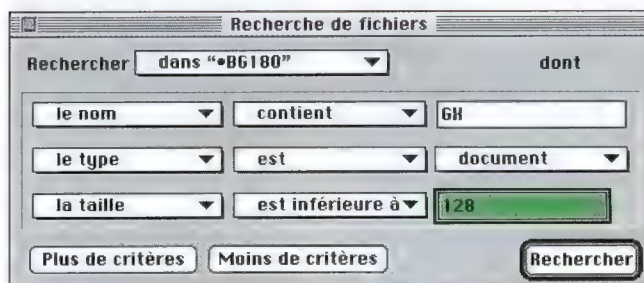 Recherche de fichiers
Rechercher dans “•BG180” dont
le nom contient GX
le type est document
la taille est inférieure à 128
Plus de critères Moins de critères Rechercher